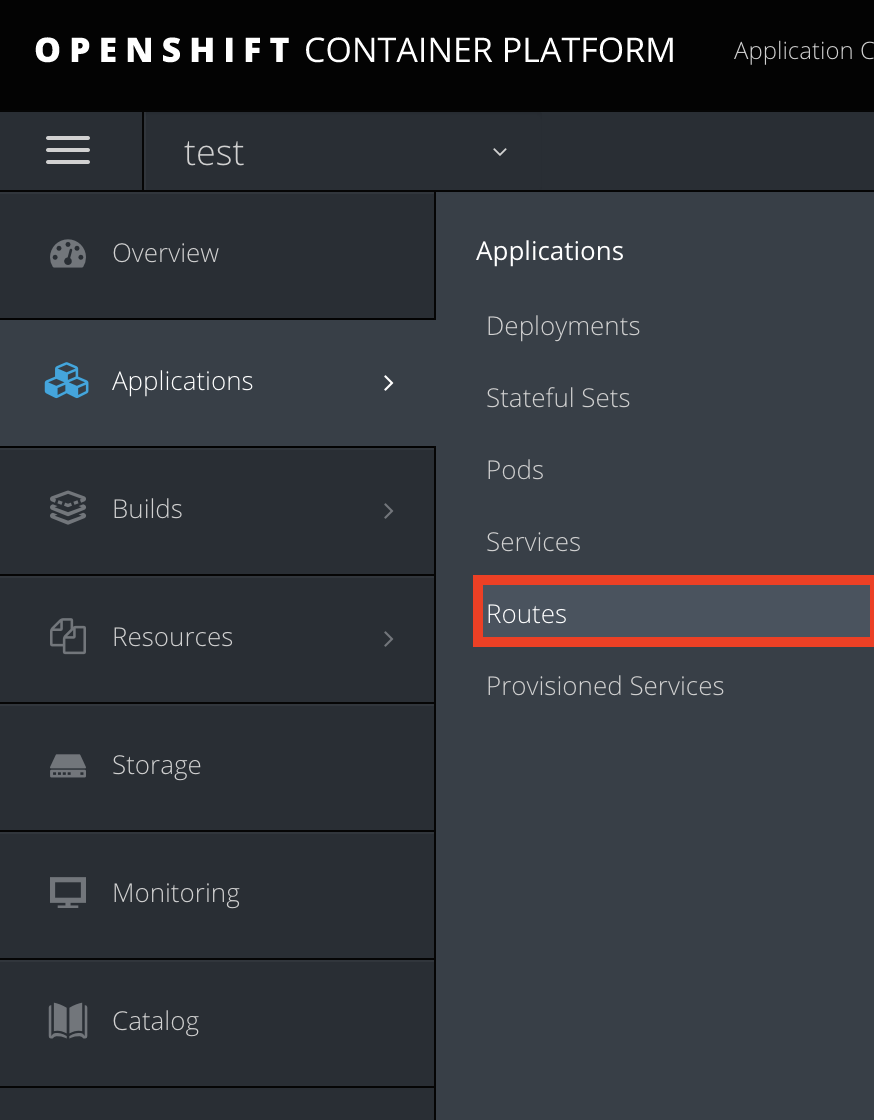 OPENSHIFT CONTAINER PLATFORM
Application C
test
Overview
Applications
Builds
Resources
Storage
Monitoring
Catalog
Applications
Deployments
Stateful Sets
Pods
Services
Routes
Provisioned Services